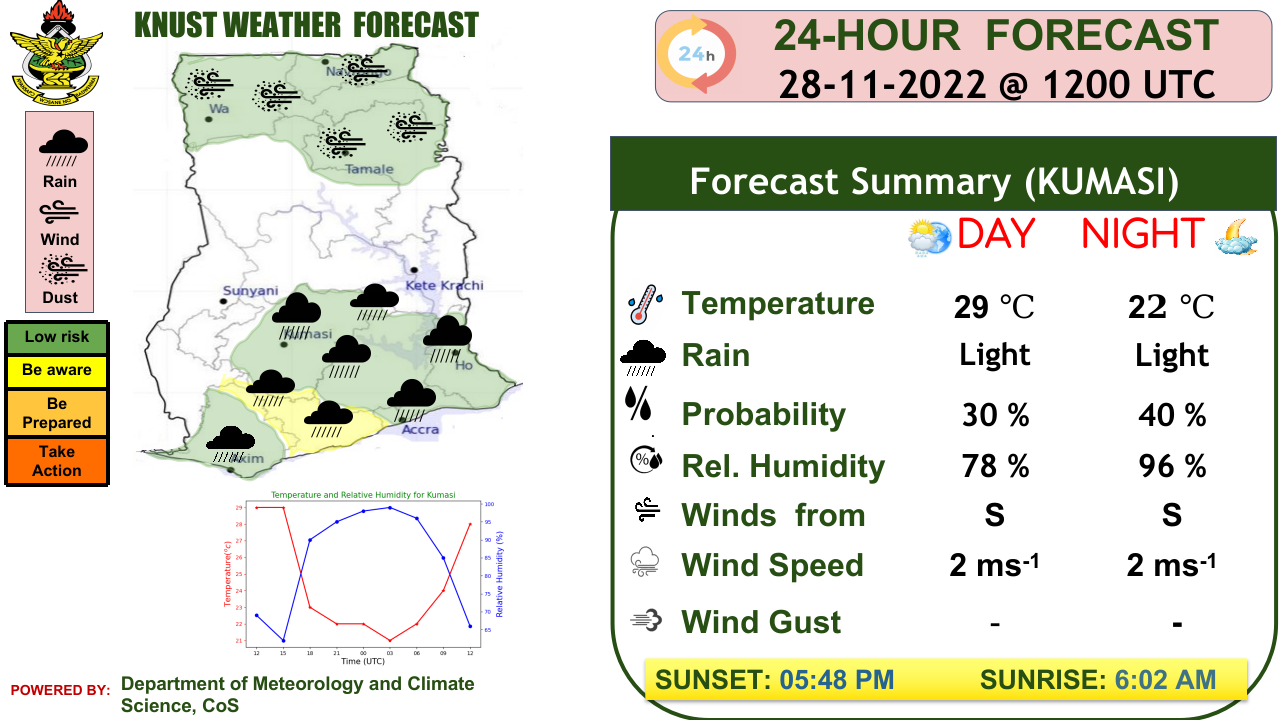 KNUST WEATHER FORECAST
Rain
Wind
Dust
Low risk
Be aware
Be
Prepared
Take
Action
Wa
Tamale
Kete Krachi
Sunyani
Kumasi
Ho
Accra
Axim
Temperature and Relative Humidity for Kumasi
Temperature(°c)
29
28
27
26
25
24
23
22
21
100
95
90
85
80
75
70
65
Relative Humidity (%)
12 15 18 21 00 03 06 09 12
Time (UTC)
POWERED BY: Department of Meteorology and Climate
Science, CoS
24h
24-HOUR FORECAST
28-11-2022 @ 1200 UTC
Forecast Summary (KUMASI)
DAY NIGHT
Temperature 29 °C 22 °C
Rain Light Light
Probability 30 % 40 %
% Rel. Humidity 78 % 96 %
Winds from S S
Wind Speed 2 ms-1 2 ms-1
Wind Gust - -
SUNSET: 05:48 PM SUNRISE: 6:02 AM